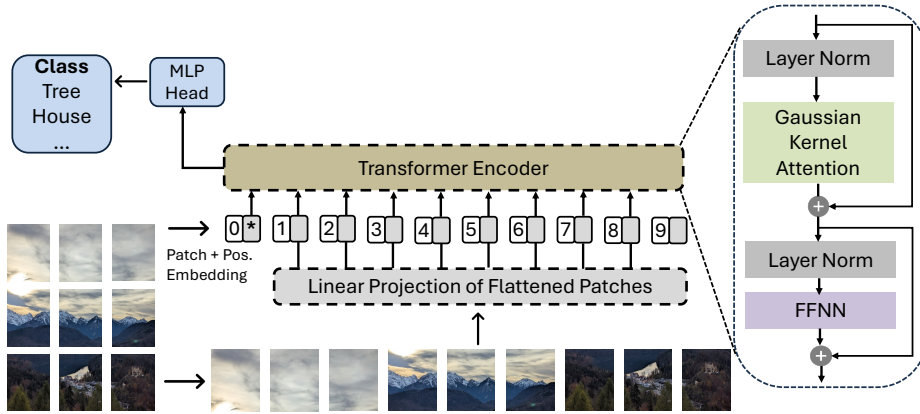 Class
Tree
House
...
MLP
Head
Transformer Encoder
0 * 1 2 3 4 5 6 7 8 9
Patch + Pos.
Embedding
Linear Projection of Flattened Patches
Layer Norm
Gaussian
Kernel
Attention
+
Layer Norm
FFNN
+